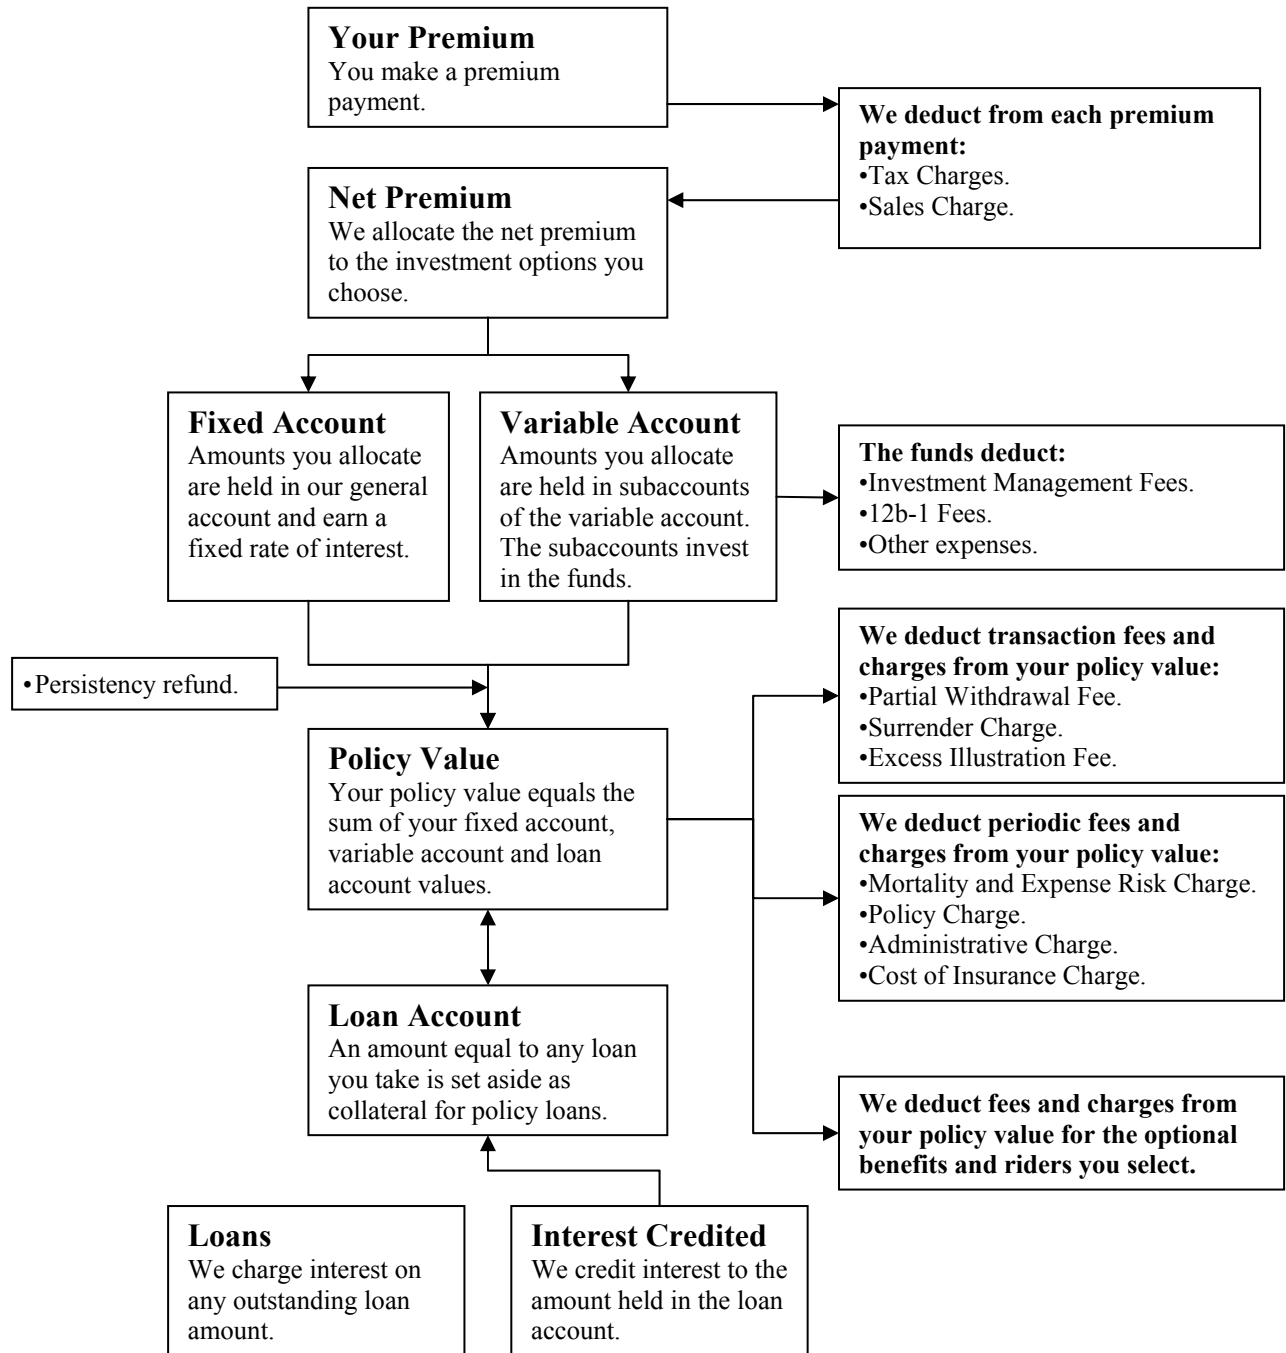 Your Premium
You make a premium
payment.
We deduct from each premium
payment:
•Tax Charges.
•Sales Charge.
Net Premium
We allocate the net premium
to the investment options you
choose.
Fixed Account
Amounts you allocate
are held in our general
account and earn a
fixed rate of interest.
Variable Account
Amounts you allocate
are held in subaccounts
of the variable account.
The subaccounts invest
in the funds.
The funds deduct:
•Investment Management Fees.
•12b-1 Fees.
•Other expenses.
•Persistency refund.
We deduct transaction fees and
charges from your policy value:
•Partial Withdrawal Fee.
•Surrender Charge.
•Excess Illustration Fee.
Policy Value
Your policy value equals the
sum of your fixed account,
variable account and loan
account values.
We deduct periodic fees and
charges from your policy value:
•Mortality and Expense Risk Charge.
•Policy Charge.
•Administrative Charge.
•Cost of Insurance Charge.
Loan Account
An amount equal to any loan
you take is set aside as
collateral for policy loans.
We deduct fees and charges from
your policy value for the optional
benefits and riders you select.
Loans
We charge interest on
any outstanding loan
amount.
Interest Credited
We credit interest to the
amount held in the loan
account.